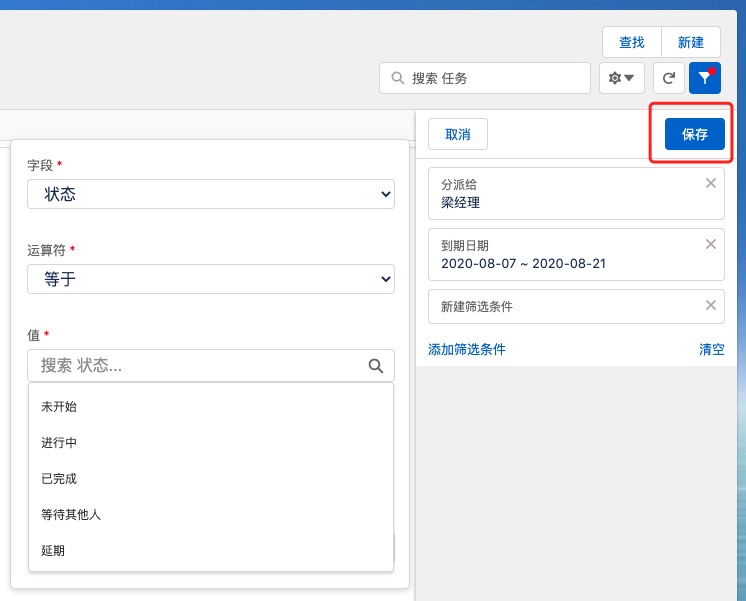 查找
新建
搜索 任务
取消
保存
字段 *
状态
运算符 *
等于
值 *
搜索 状态...
未开始
进行中
已完成
等待其他人
延期
分派给
梁经理
到期日期
2020-08-07 ~ 2020-08-21
新建筛选条件
添加筛选条件
清空